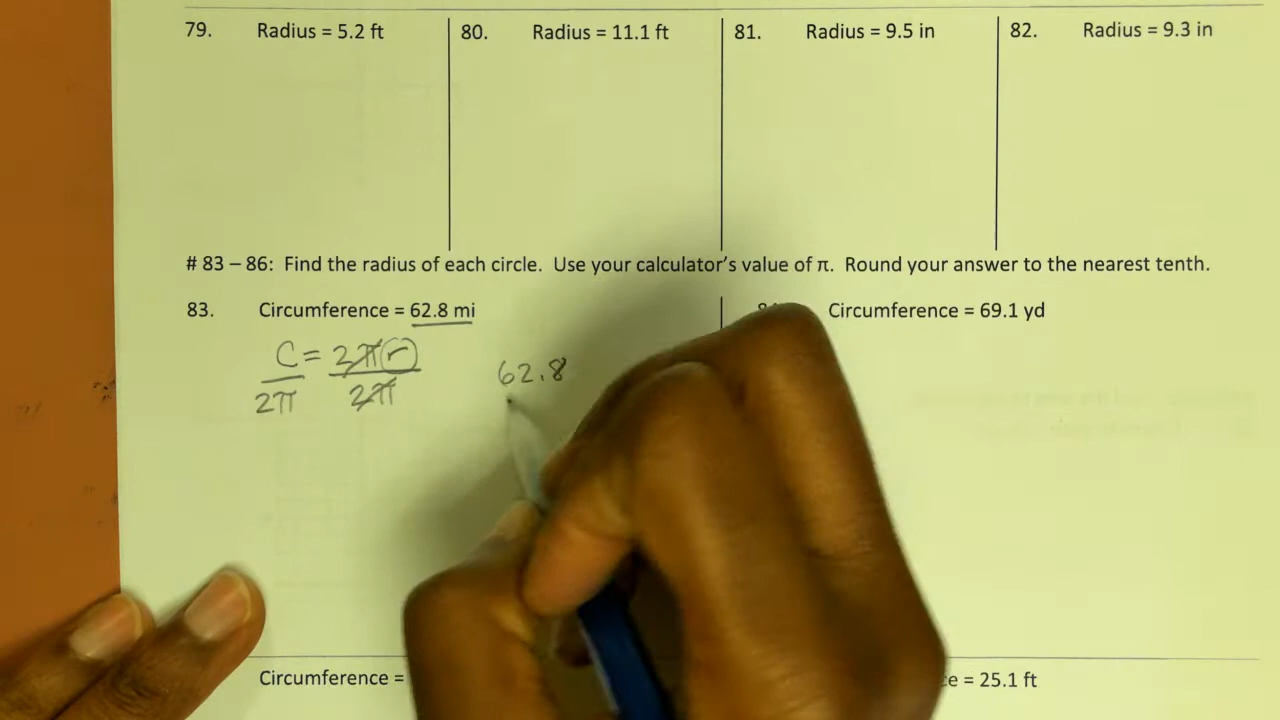 79. Radius = 5.2 ft
80. Radius = 11.1 ft
81. Radius = 9.5 in
82. Radius = 9.3 in
# 83 – 86: Find the radius of each circle. Use your calculator's value of π. Round your answer to the nearest tenth.
83. Circumference = 62.8 mi
Circumference = 69.1 yd
C = 2πr
2π 2π
62.8
Circumference =
= 25.1 ft